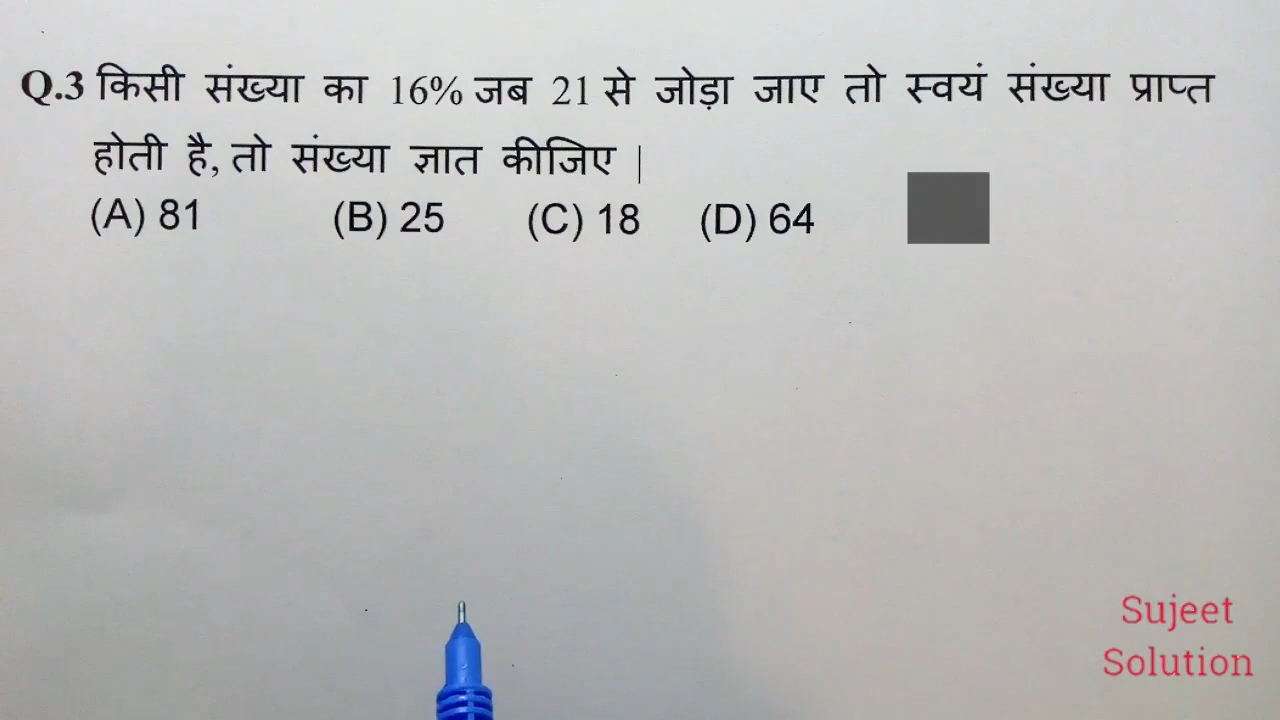 Q.3 किसी संख्या का 16% जब 21 से जोड़ा जाए तो स्वयं संख्या प्राप्त
होती है, तो संख्या ज्ञात कीजिए |
(A) 81 (B) 25 (C) 18 (D) 64
Sujeet
Solution